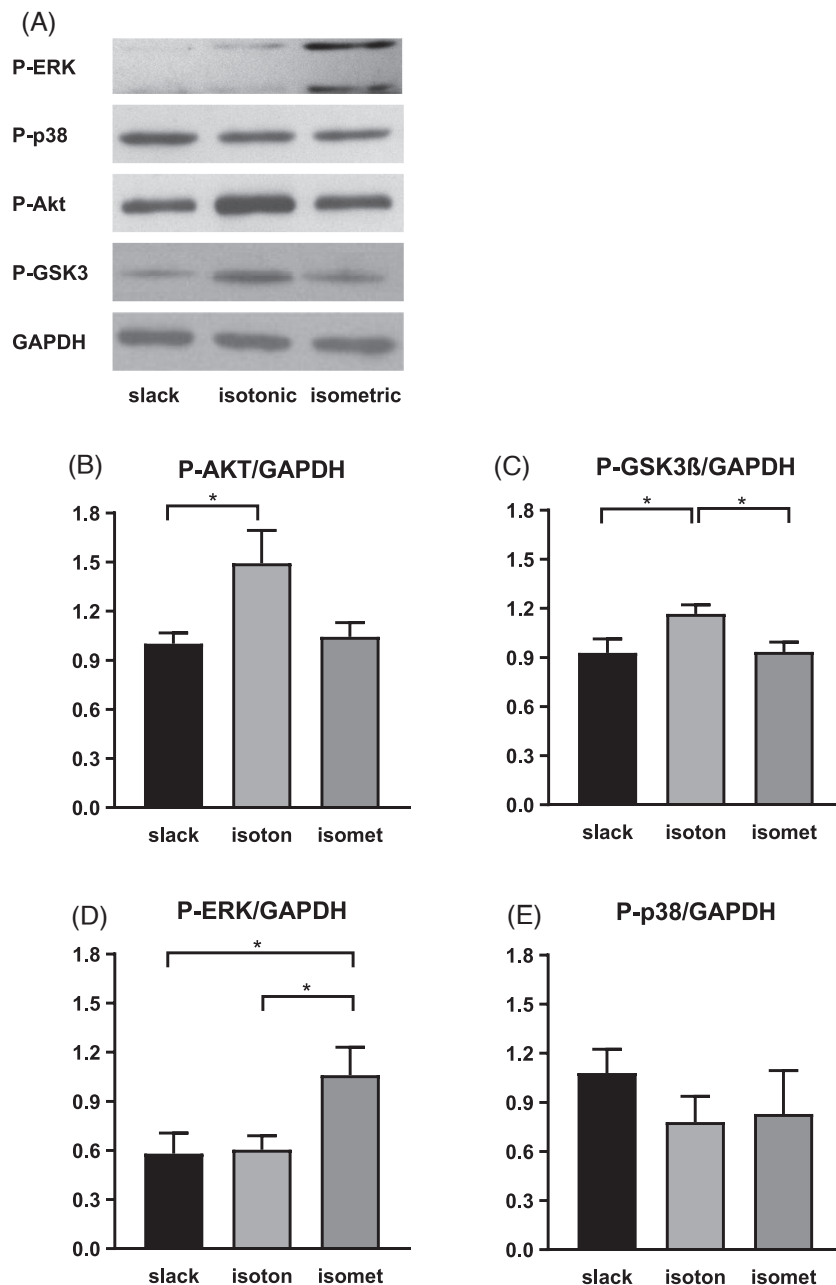 (A)
P-ERK
P-p38
P-Akt
P-GSK3
GAPDH
slack isotonic isometric
(B) P-AKT/GAPDH
*
1.8
1.5
1.2
0.9
0.6
0.3
0.0
slack isoton isomet
(C) P-GSK3ß/GAPDH
* *
1.8
1.5
1.2
0.9
0.6
0.3
0.0
slack isoton isomet
(D) P-ERK/GAPDH
*
*
1.8
1.5
1.2
0.9
0.6
0.3
0.0
slack isoton isomet
(E) P-p38/GAPDH
1.8
1.5
1.2
0.9
0.6
0.3
0.0
slack isoton isomet